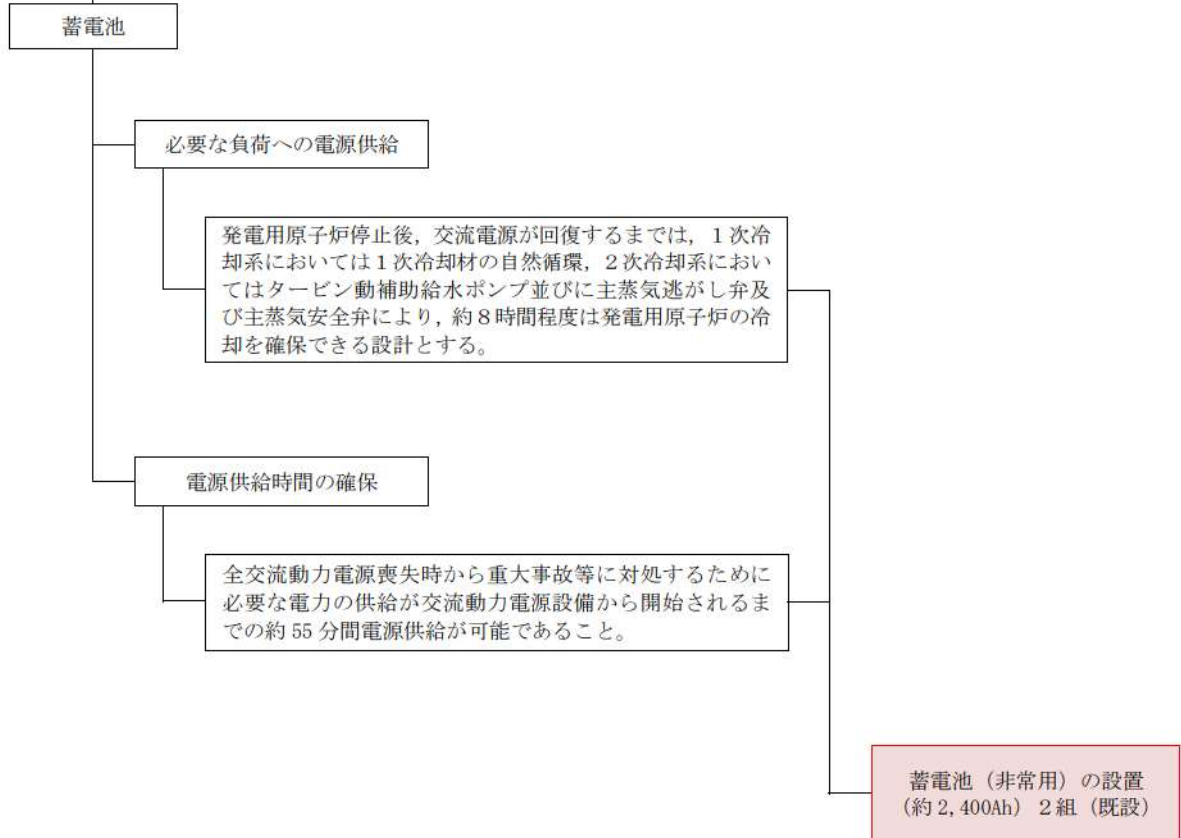 蓄電池
必要な負荷への電源供給
発電用原子炉停止後，交流電源が回復するまでは，１次冷
却系においては１次冷却材の自然循環，２次冷却系におい
てはタービン動補助給水ポンプ並びに主蒸気逃がし弁及
び主蒸気安全弁により，約８時間程度は発電用原子炉の冷
却を確保できる設計とする。
電源供給時間の確保
全交流動力電源喪失時から重大事故等に対処するために
必要な電力の供給が交流動力電源設備から開始されるま
での約 55 分間電源供給が可能であること。
蓄電池（非常用）の設置
（約 2,400Ah）２組（既設）